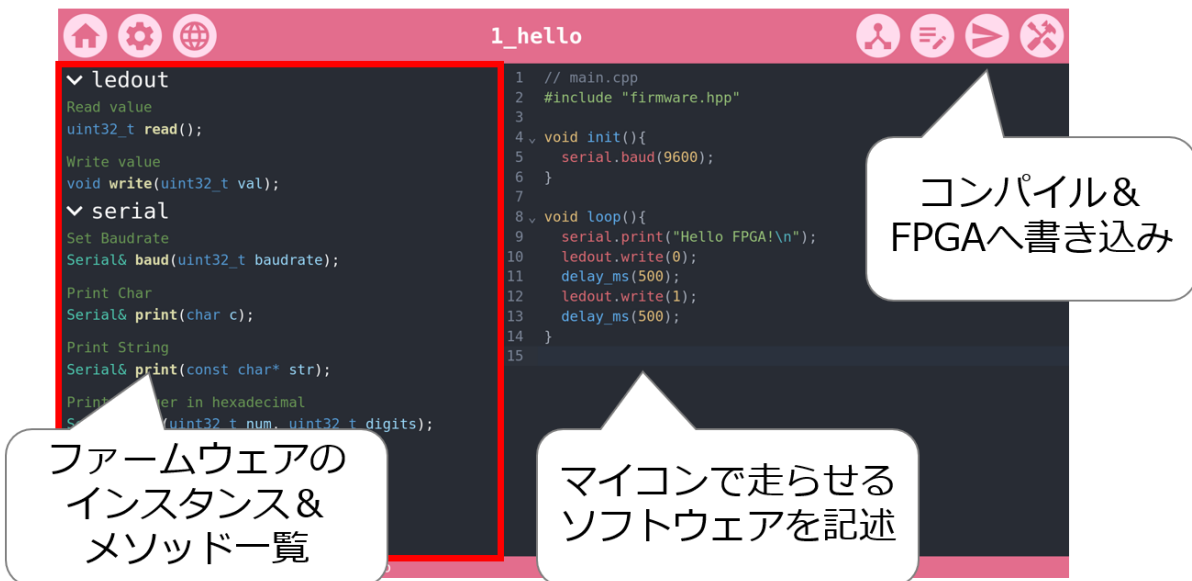 1_hello
ledout
Read value
uint32_t read();
Write value
void write(uint32_t val);
serial
Set Baudrate
Serial& baud(uint32_t baudrate);
Print Char
Serial& print(char c);
Print String
Serial& print(const char* str);
in hexadecimal
(uint32_t num, uint32_t digits);
1 // main.cpp
2 #include "firmware.hpp"
3
4 void init(){
5 serial.baud(9600);
6 }
7
8 void loop(){
9 serial.print("Hello FPGA!\n");
10 ledout.write(0);
11 delay_ms(500);
12 ledout.write(1);
13 delay_ms(500);
14 }
15
コンパイル&
FPGAへ書き込み
ファームウェアの
インスタンス&
メソッド一覧
マイコンで走らせる
ソフトウェアを記述